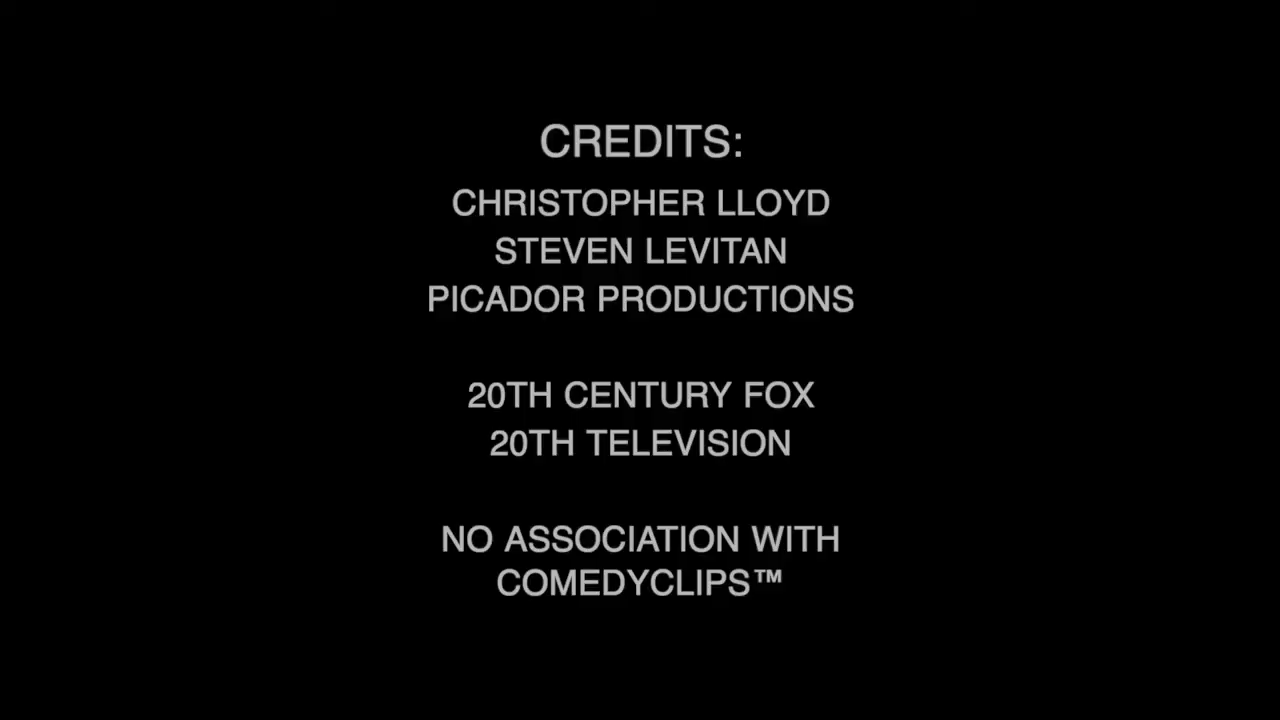 CREDITS:
CHRISTOPHER LLOYD
STEVEN LEVITAN
PICADOR PRODUCTIONS
20TH CENTURY FOX
20TH TELEVISION
NO ASSOCIATION WITH
COMEDYCLIPS™